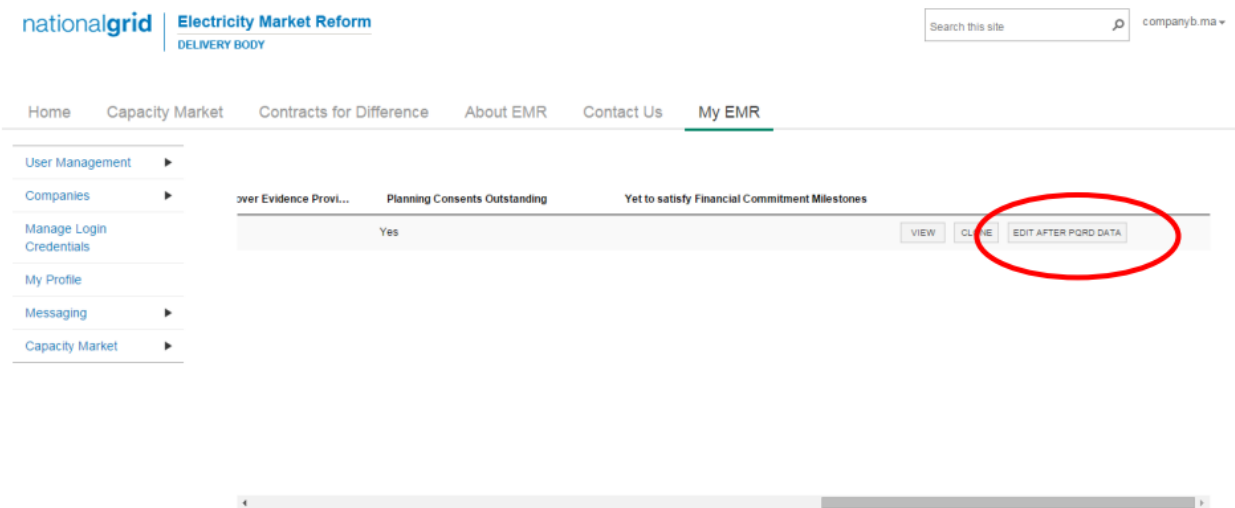 nationalgrid
Electricity Market Reform
DELIVERY BODY
Search this site
companyb.ma
Home Capacity Market Contracts for Difference About EMR Contact Us My EMR
User Management
Companies
Manage Login
Credentials
My Profile
Messaging
Capacity Market
over Evidence Provi... Planning Consents Outstanding Yet to satisfy Financial Commitment Milestones
Yes VIEW CLONE EDIT AFTER PQRD DATA